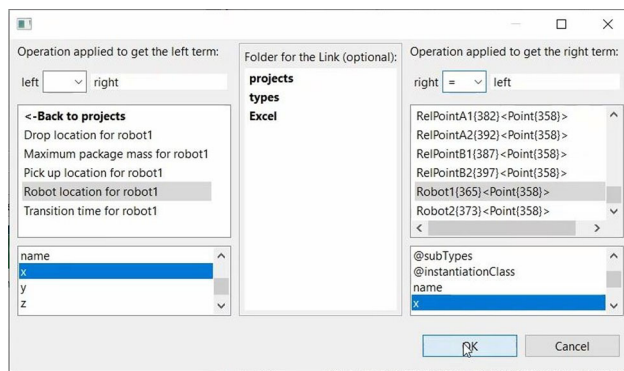 Operation applied to get the left term:
left right
<-Back to projects
Drop location for robot1
Maximum package mass for robot1
Pick up location for robot1
Robot location for robot1
Transition time for robot1
name
x
y
z
Folder for the Link (optional):
projects
types
Excel
Operation applied to get the right term:
right = left
RelPointA1{382}<Point{358}>
RelPointA2{392}<Point{358}>
RelPointB1{387}<Point{358}>
RelPointB2{397}<Point{358}>
Robot1{365}<Point{358}>
Robot2{373}<Point{358}>
@subTypes
@instantiationClass
name
x
OK Cancel